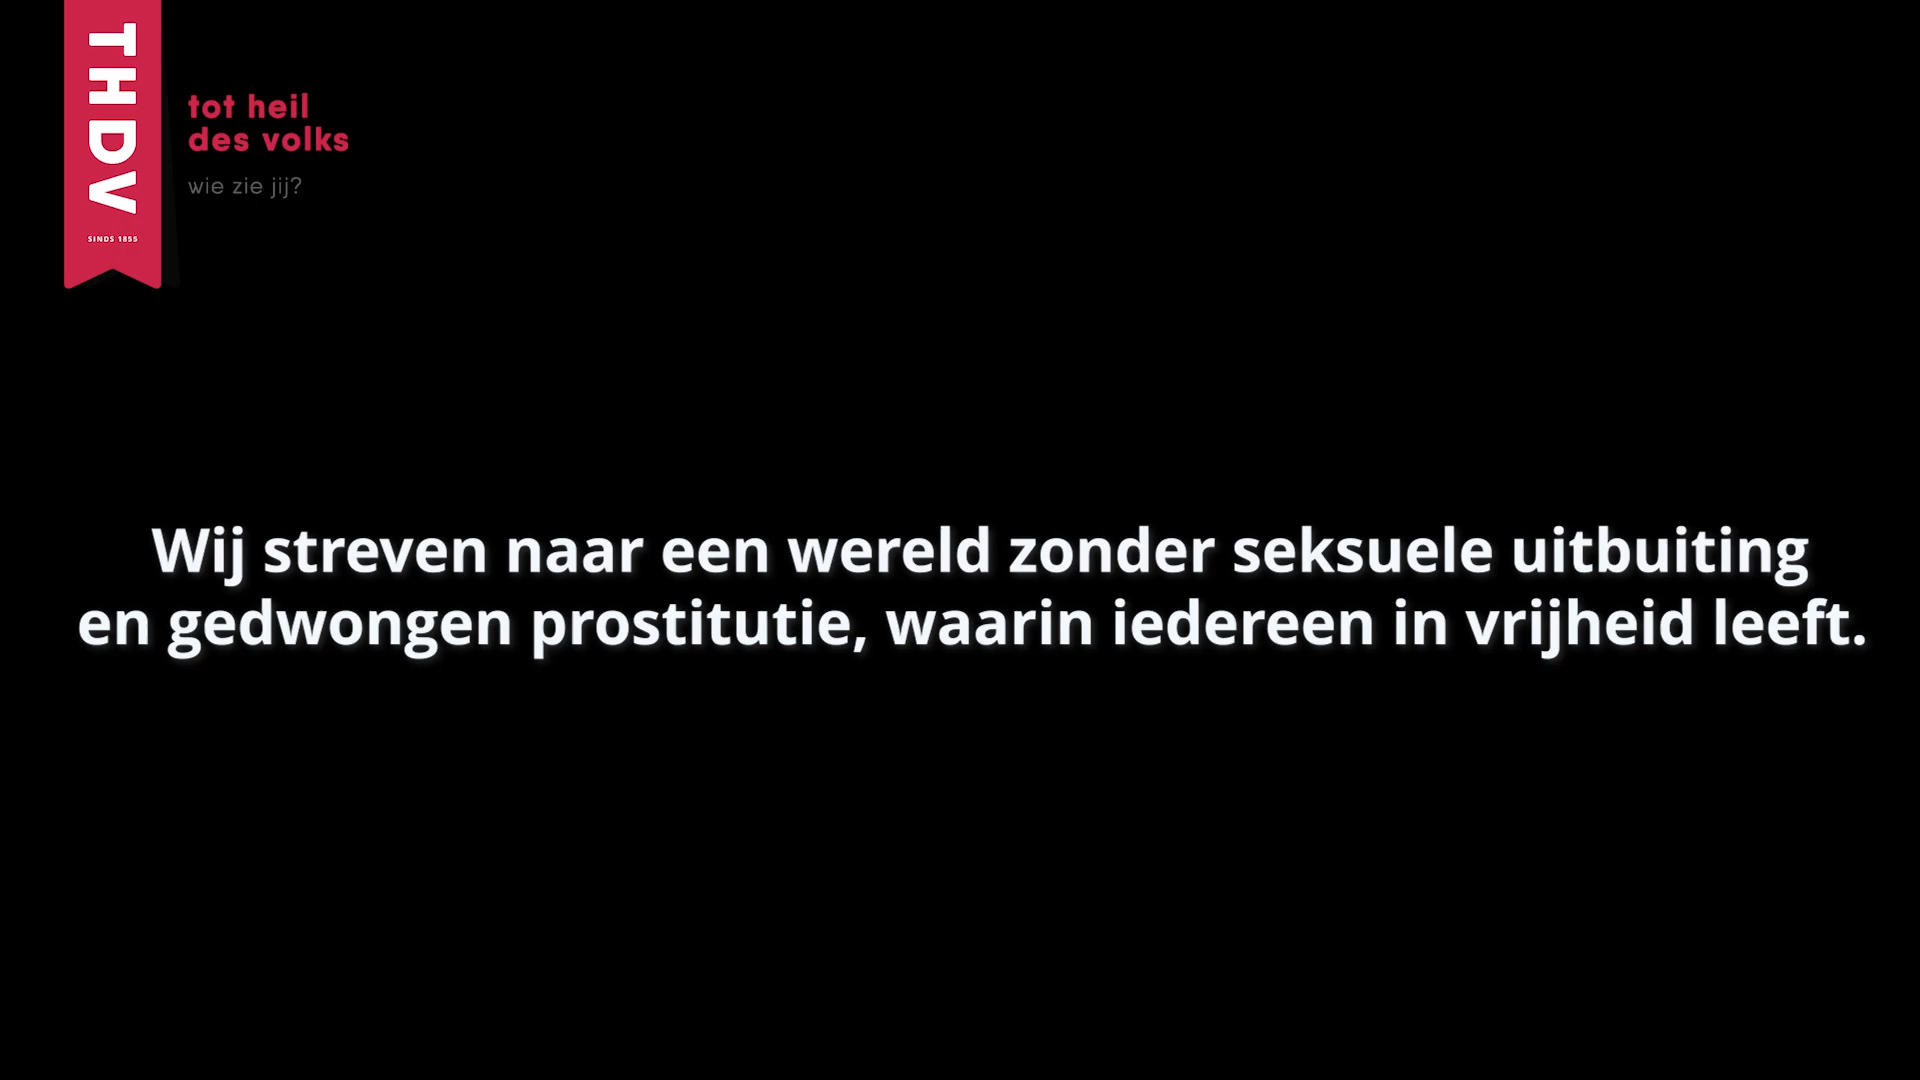 THDV
SINDS 1855
tot heil
des volks
wie zie jij?
Wij streven naar een wereld zonder seksuele uitbuiting
en gedwongen prostitutie, waarin iedereen in vrijheid leeft.